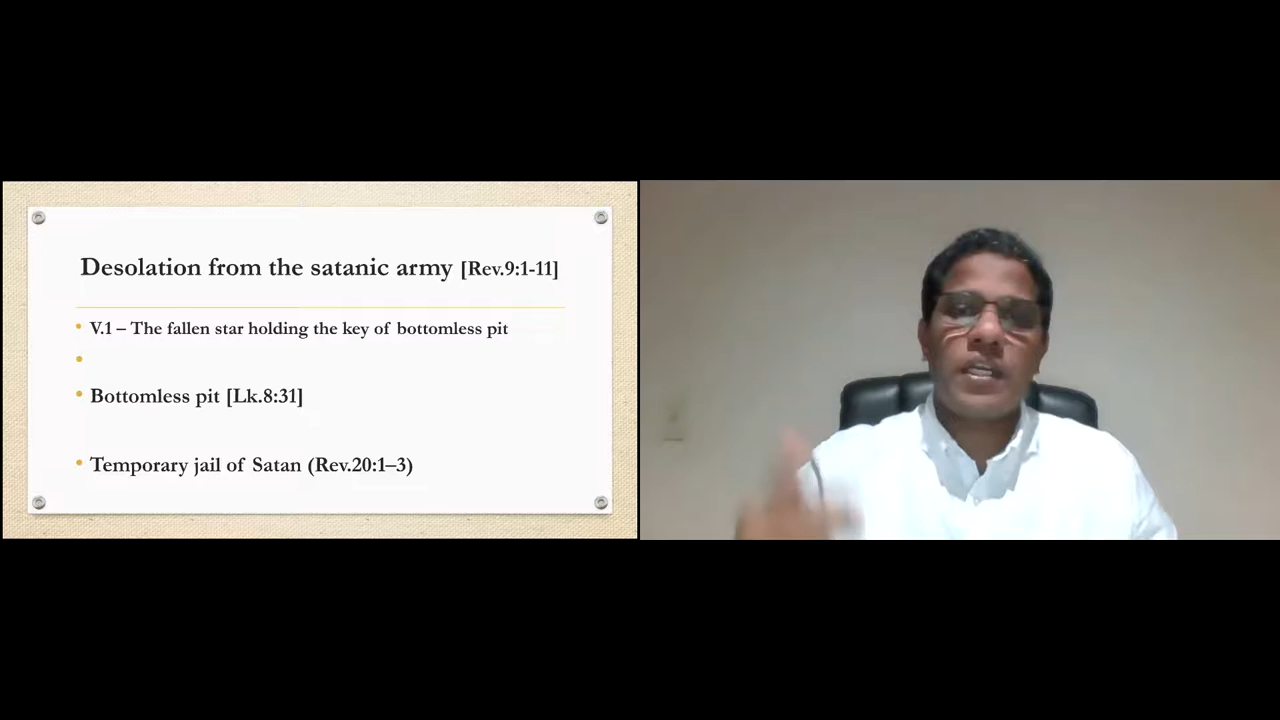 Desolation from the satanic army [Rev.9:1-11]
V.1 – The fallen star holding the key of bottomless pit
Bottomless pit [Lk.8:31]
Temporary jail of Satan (Rev.20:1–3)